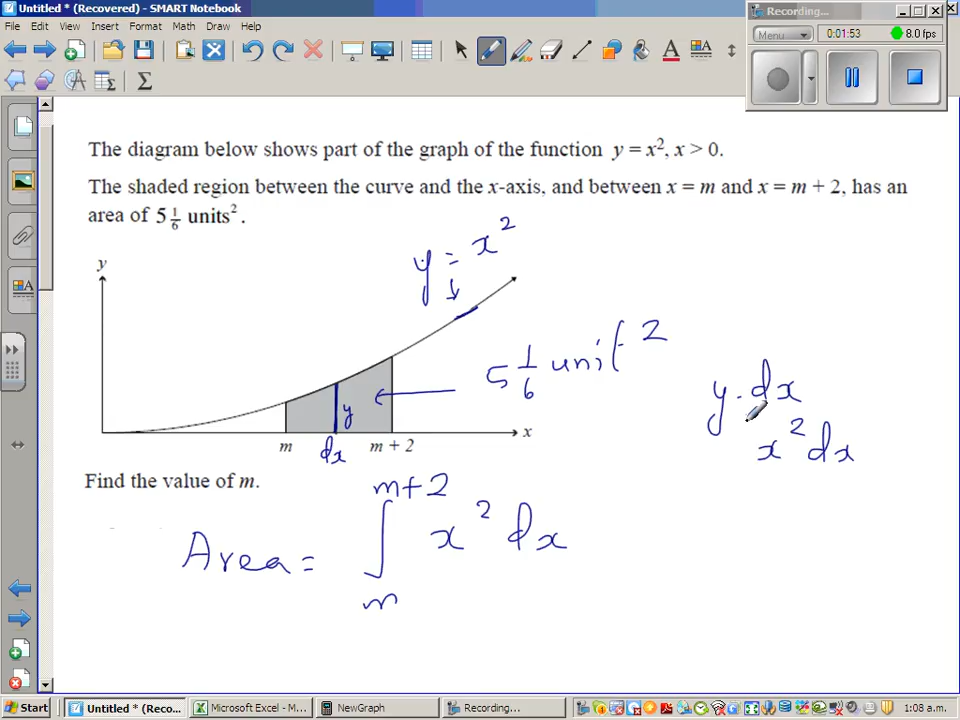 Untitled * (Recovered) - SMART Notebook
Recording...
File Edit View Insert Format Math Draw Help
Menu 0:01:53 8.0 fps
The diagram below shows part of the graph of the function y = x², x > 0.
The shaded region between the curve and the x-axis, and between x = m and x = m + 2, has an
area of 5 1/6 units².
y = x²
y
5 1/6 unit²
y
y·dx
x
m dx m + 2
x² dx
Find the value of m.
Area = ∫ₘᵐ⁺² x² dx
Start Untitled * (Reco... Microsoft Excel - M... NewGraph Recording... 1:08 a.m.